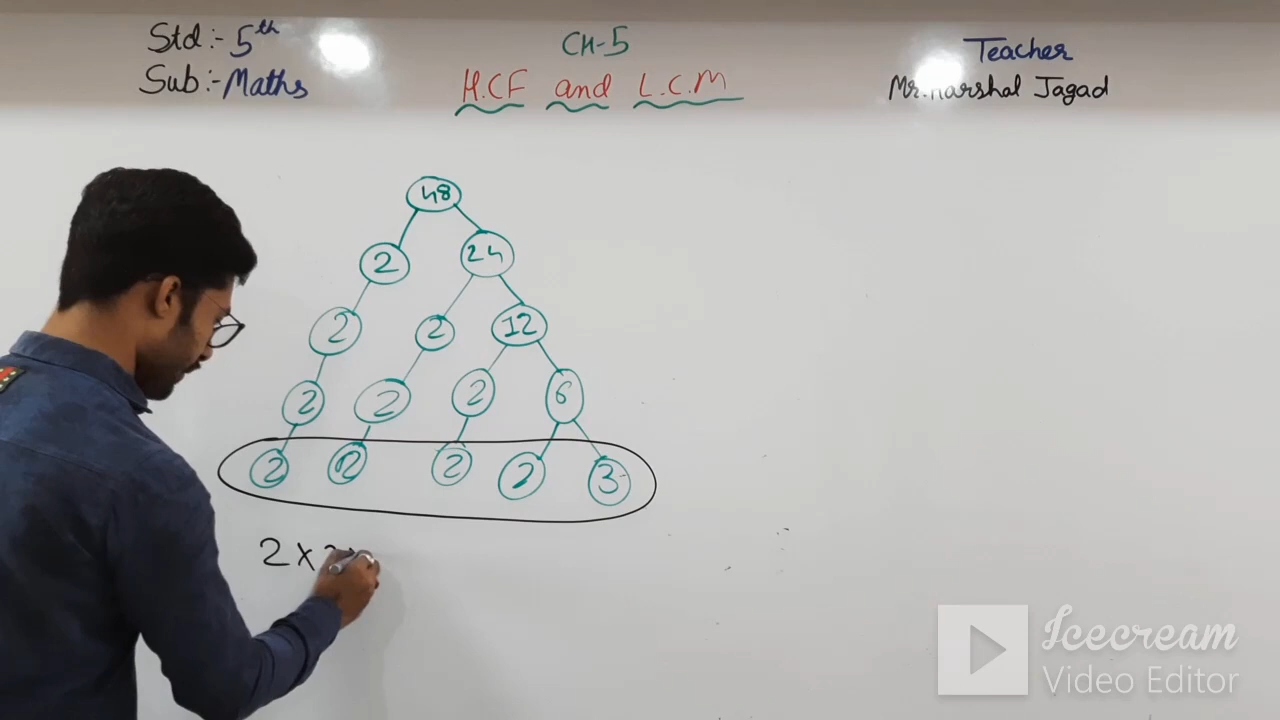 Std:- 5th
Sub:- Maths
CH-5
H.C.F and L.C.M
Teacher
Mr. Harshal Jagad
48
2 24
2 2 12
2 2 2 6
2 2 2 2 3
2 x
Icecream
Video Editor